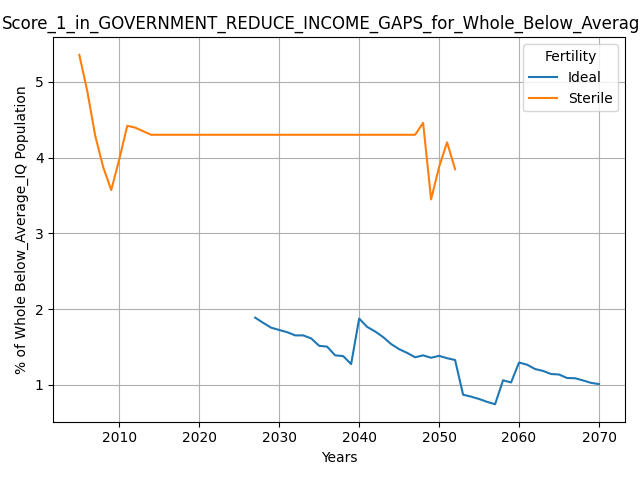 Score_1_in_GOVERNMENT_REDUCE_INCOME_GAPS_for_Whole_Below_Averag
% of Whole Below_Average_IQ Population
5
4
3
2
1
Fertility
Ideal
Sterile
2010 2020 2030 2040 2050 2060 2070
Years